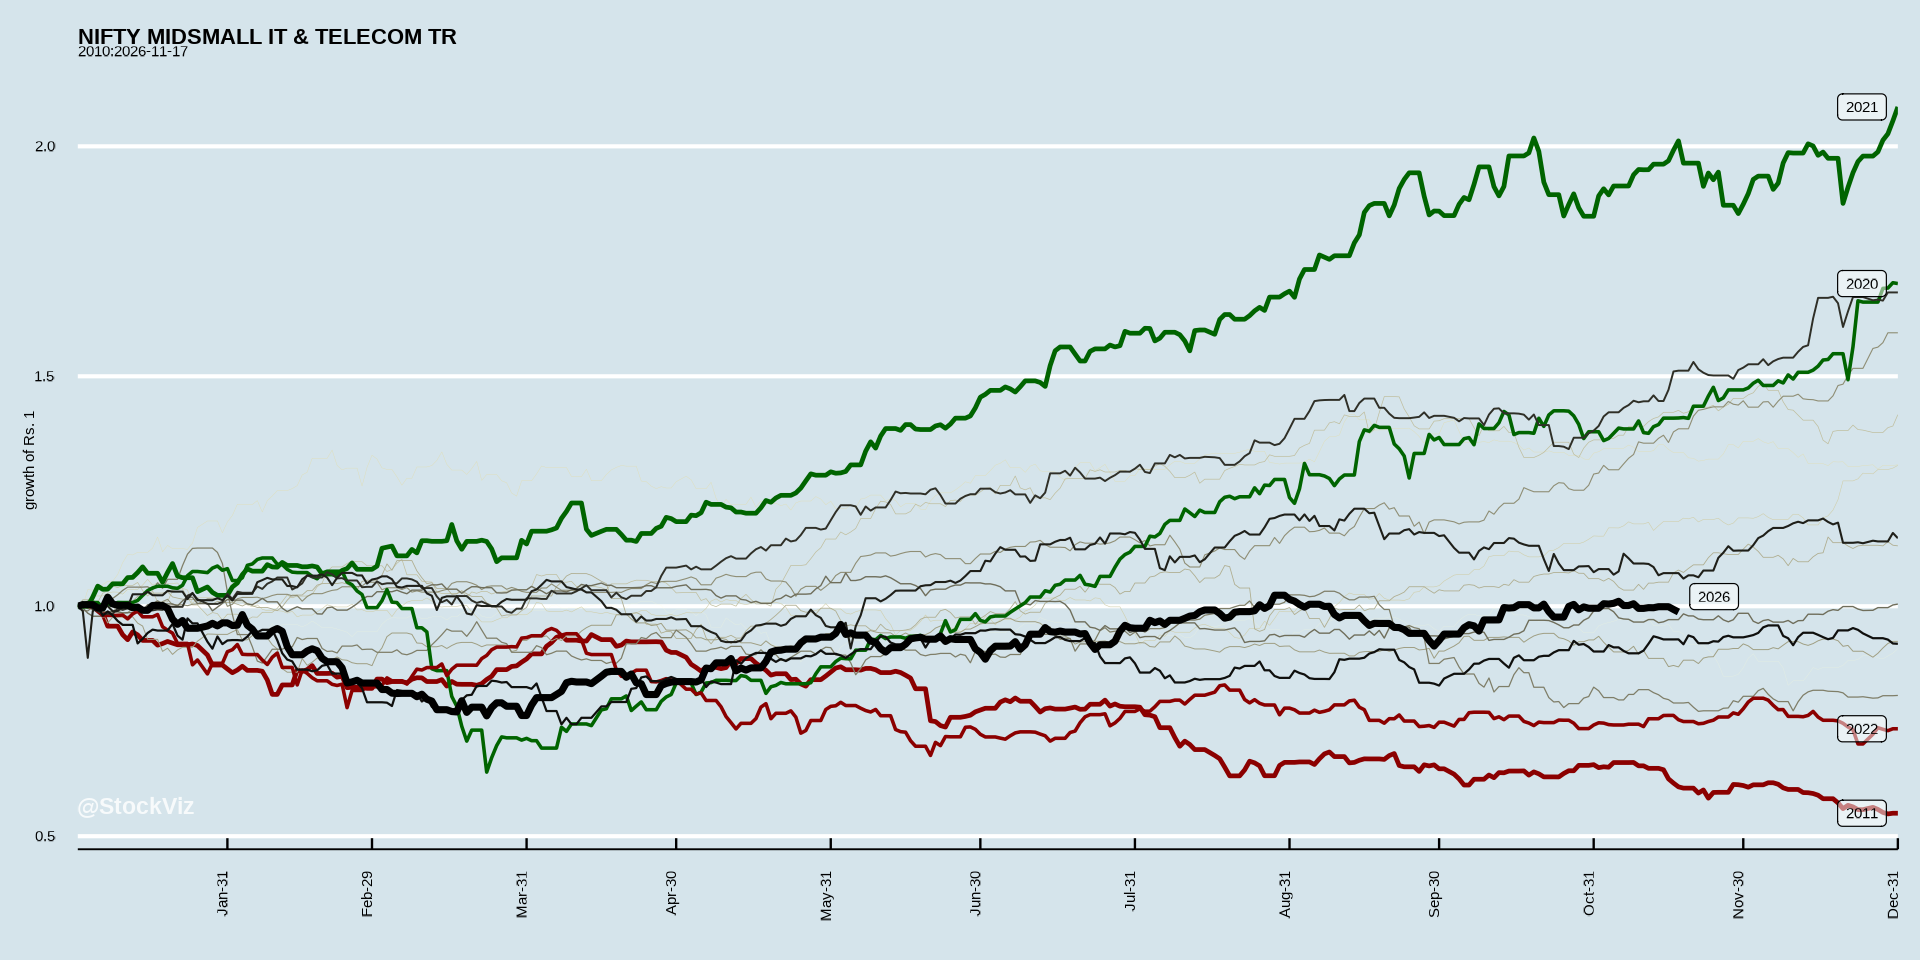 NIFTY MIDSMALL IT & TELECOM TR
2010:2026-11-17
2021
2.0
2020
1.5
growth of Rs. 1
1.0
2026
2022
@StockViz
2011
0.5
Jan-31
Feb-29
Mar-31
Apr-30
May-31
Jun-30
Jul-31
Aug-31
Sep-30
Oct-31
Nov-30
Dec-31